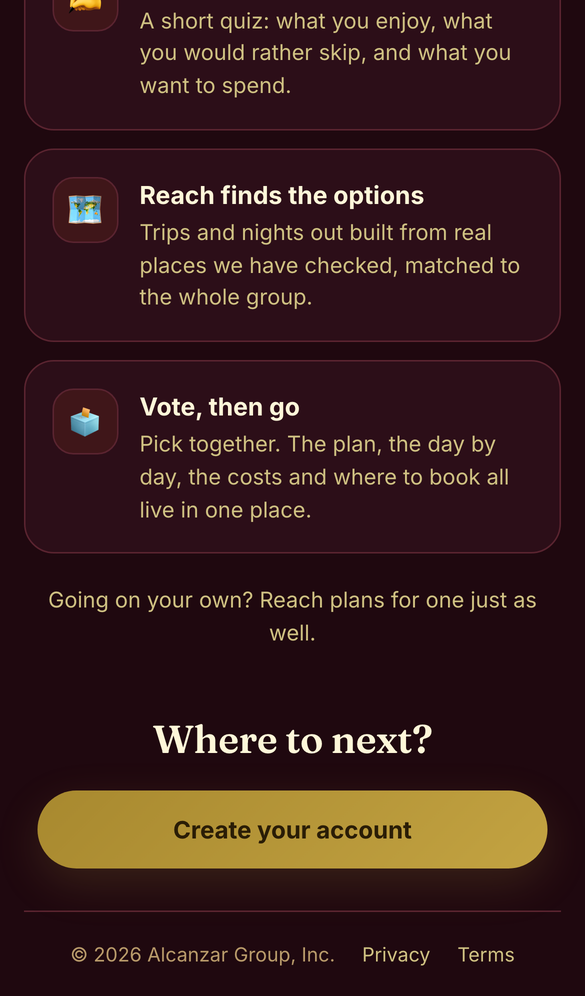 A short quiz: what you enjoy, what
you would rather skip, and what you
want to spend.
Reach finds the options
Trips and nights out built from real
places we have checked, matched to
the whole group.
Vote, then go
Pick together. The plan, the day by
day, the costs and where to book all
live in one place.
Going on your own? Reach plans for one just as
well.
Where to next?
Create your account
© 2026 Alcanzar Group, Inc. Privacy Terms